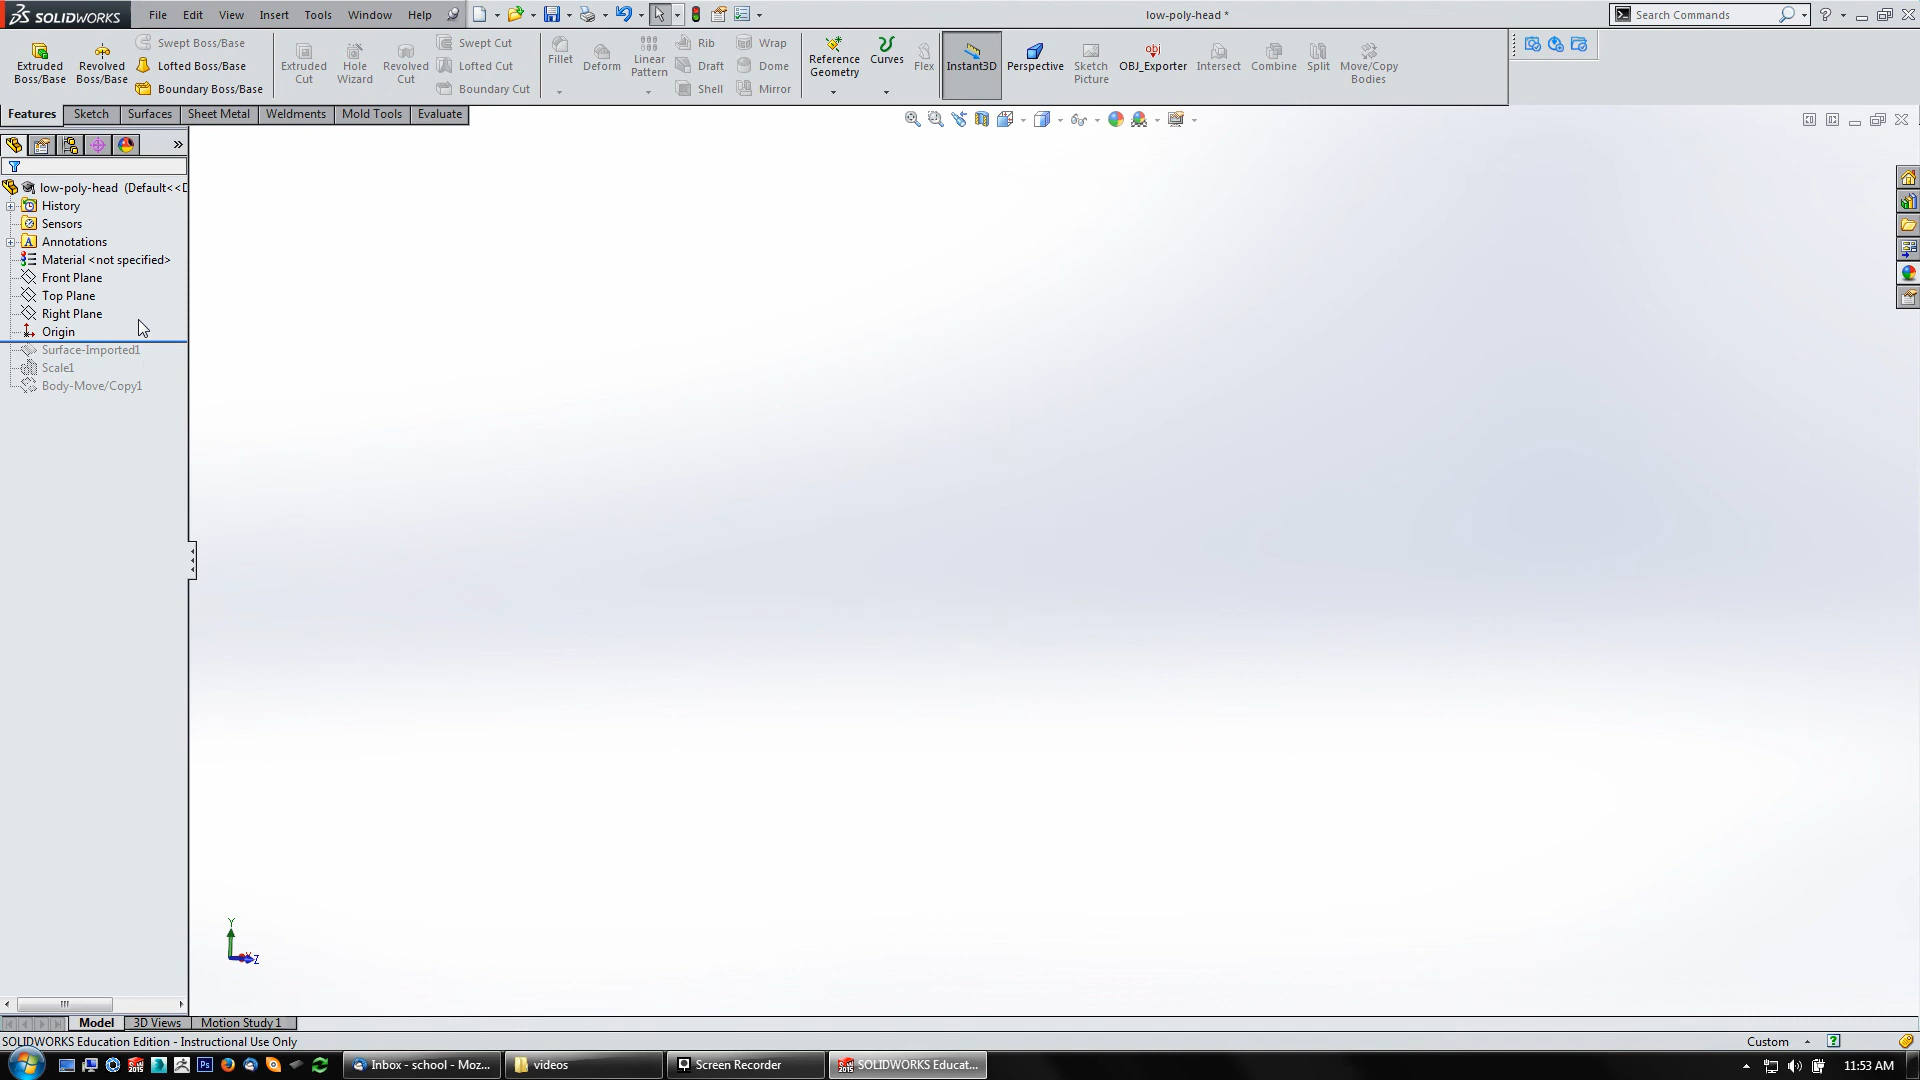 SOLIDWORKS File Edit View Insert Tools Window Help low-poly-head * Search Commands
Extruded Boss/Base
Revolved Boss/Base
Swept Boss/Base
Lofted Boss/Base
Boundary Boss/Base
Extruded Cut
Hole Wizard
Revolved Cut
Swept Cut
Lofted Cut
Boundary Cut
Fillet
Deform
Linear Pattern
Rib
Draft
Shell
Wrap
Dome
Mirror
Reference Geometry
Curves
Flex
Instant3D
Perspective
Sketch Picture
obj
OBJ_Exporter
Intersect
Combine
Split
Move/Copy Bodies
Features Sketch Surfaces Sheet Metal Weldments Mold Tools Evaluate
low-poly-head (Default<<D
History
Sensors
A Annotations
Material <not specified>
Front Plane
Top Plane
Right Plane
Origin
Surface-Imported1
Scale1
Body-Move/Copy1
Y
Z
Model 3D Views Motion Study 1
SOLIDWORKS Education Edition - Instructional Use Only Custom
Inbox - school - Moz... videos Screen Recorder SOLIDWORKS Educat... 11:53 AM